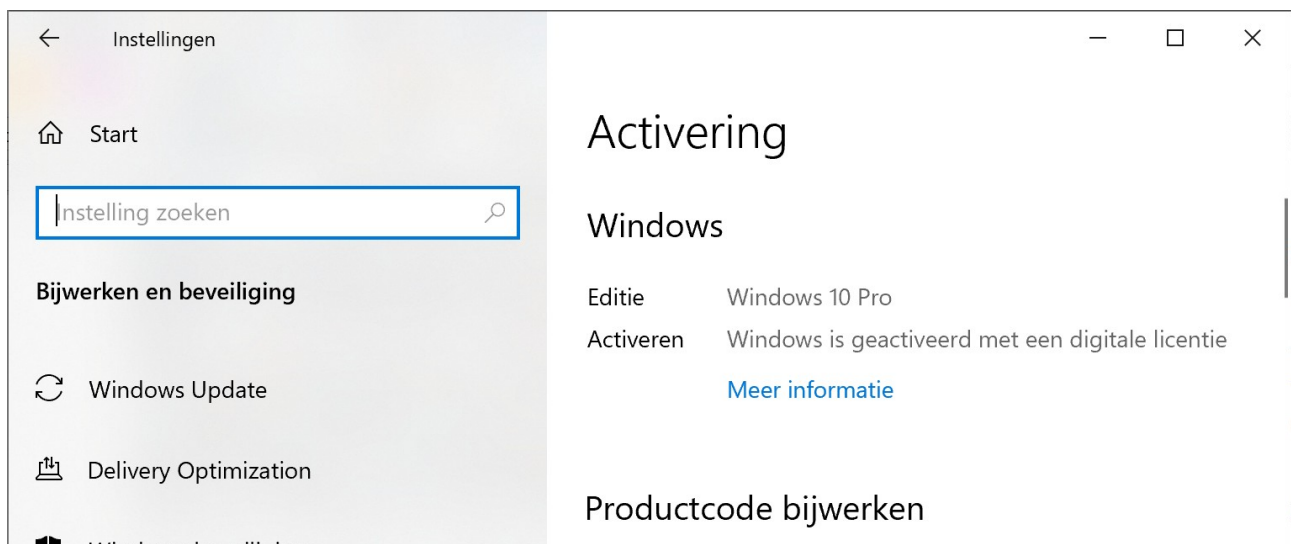 Instellingen
Start
Instelling zoeken
Bijwerken en beveiliging
Windows Update
Delivery Optimization
Activering
Windows
Editie Windows 10 Pro
Activeren Windows is geactiveerd met een digitale licentie
Meer informatie
Productcode bijwerken